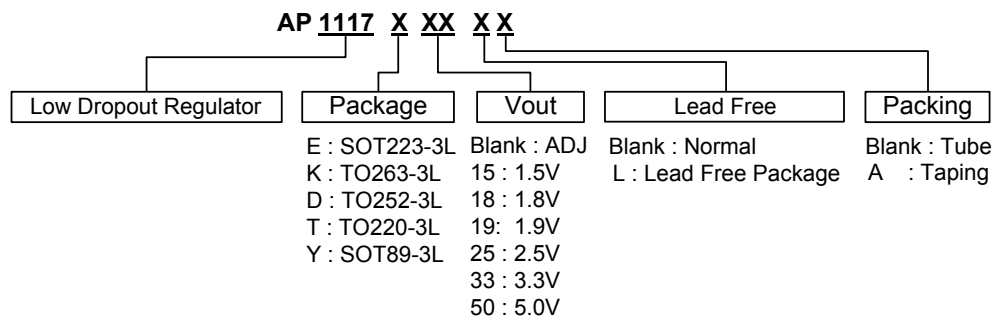 AP 1117 X XX X X
Low Dropout Regulator
Package
Vout
Lead Free
Packing
E : SOT223-3L
K : TO263-3L
D : TO252-3L
T : TO220-3L
Y : SOT89-3L
Blank : ADJ
15 : 1.5V
18 : 1.8V
19: 1.9V
25 : 2.5V
33 : 3.3V
50 : 5.0V
Blank : Normal
L : Lead Free Package
Blank : Tube
A : Taping